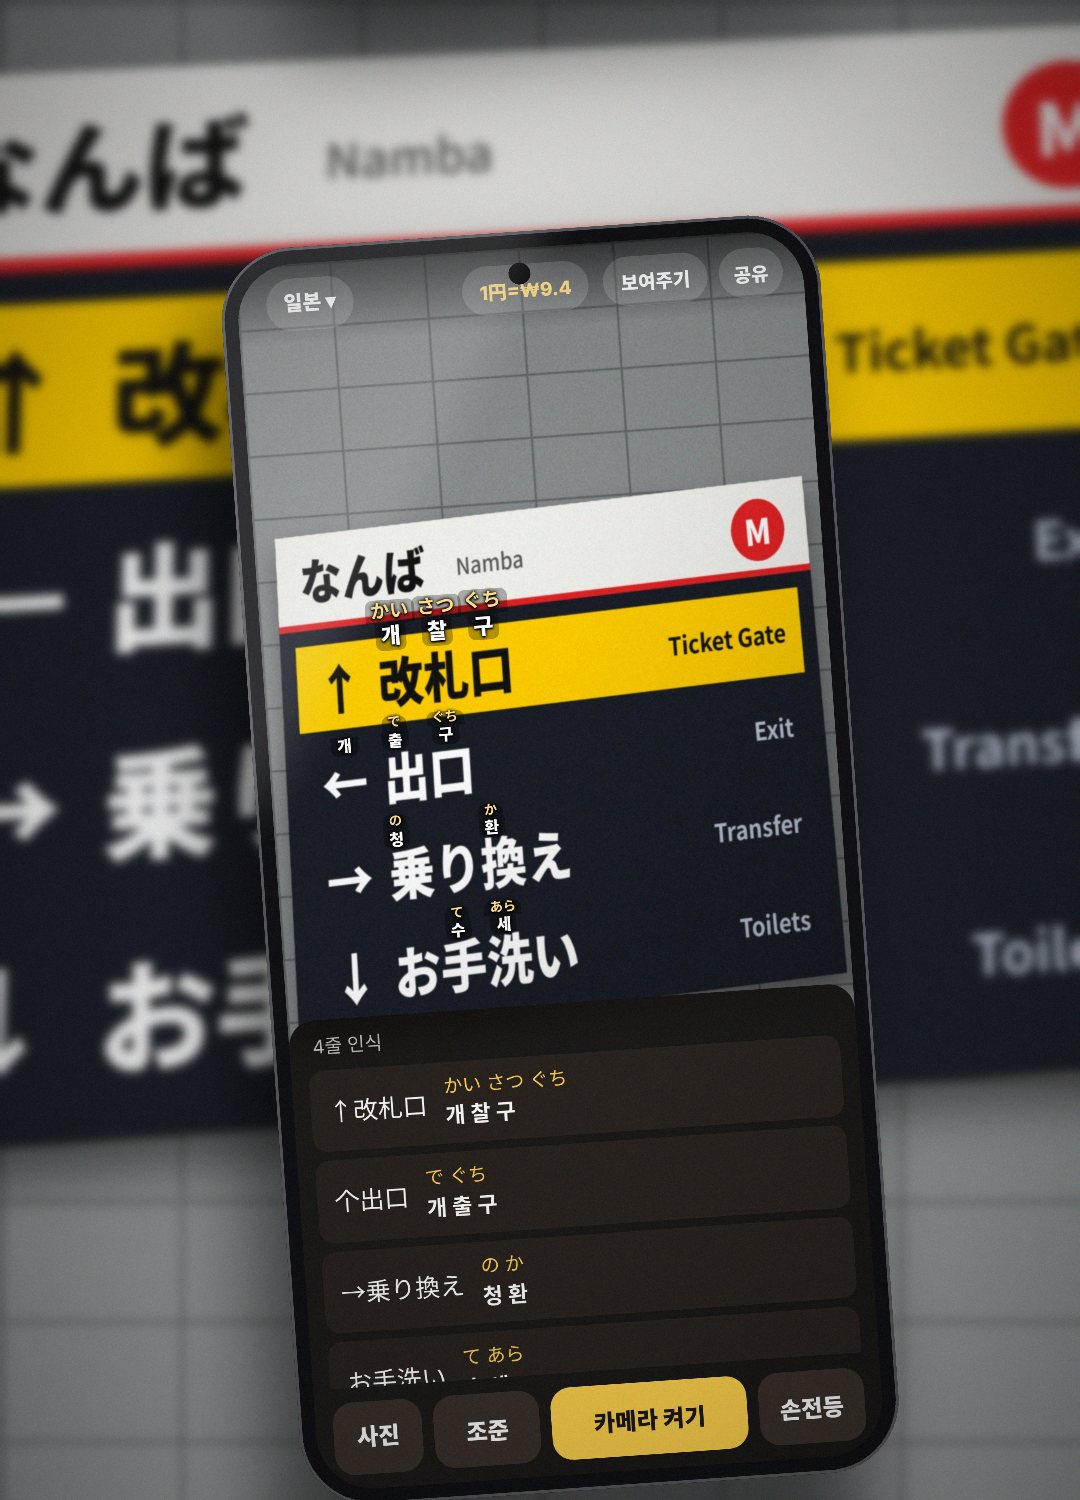 なんば Namba M
Ticket
改
出
乗
お手
일본 ▾ 1円=₩9.4 보여주기 공유
なんば Namba M
かい さつ ぐち
개 찰 구
↑ 改札口 Ticket Gate
で ぐち
개 출 구
← 出口 Exit
の か
청 환
→ 乗り換え Transfer
て あら
수 세
↓ お手洗い Toilets
4줄 인식
かい さつ ぐち
↑改札口 개 찰 구
で ぐち
个出口 개 출 구
の か
→乗り換え 청 환
て あら
お手洗い
사진 조준 카메라 켜기 손전등